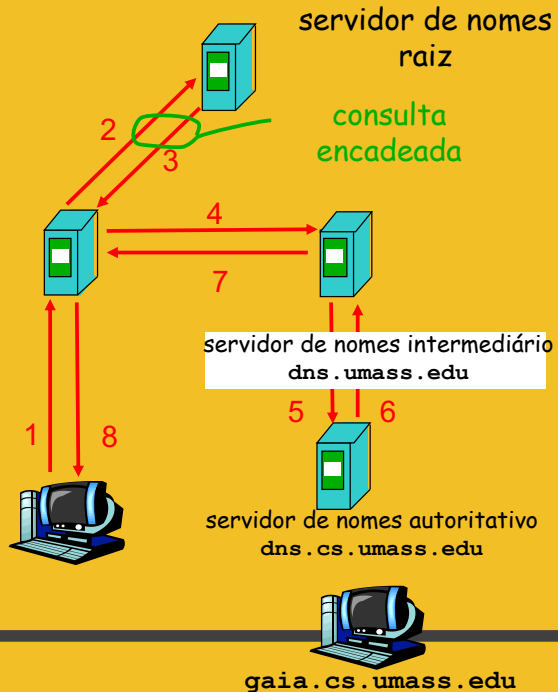 servidor de nomes
raiz
consulta
encadeada
2
3
4
7
servidor de nomes intermediário
dns.umass.edu
5
6
1
8
servidor de nomes autoritativo
dns.cs.umass.edu
gaia.cs.umass.edu